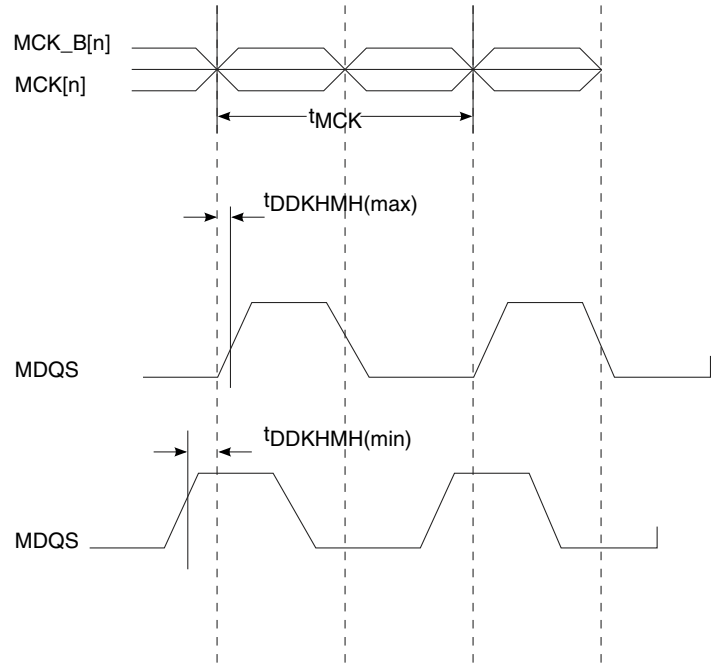 MCK_B[n]
MCK[n]
tMCK
tDDKHMH(max)
MDQS
tDDKHMH(min)
MDQS